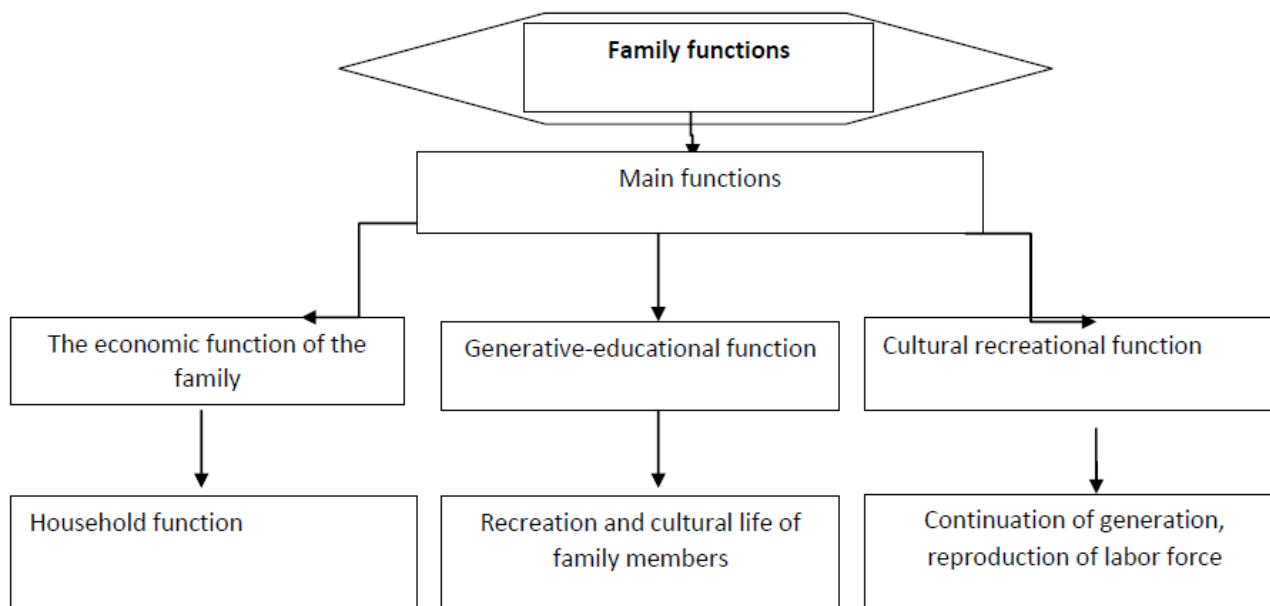 Family functions
Main functions
The economic function of the
family
Generative-educational function
Cultural recreational function
Household function
Recreation and cultural life of
family members
Continuation of generation,
reproduction of labor force